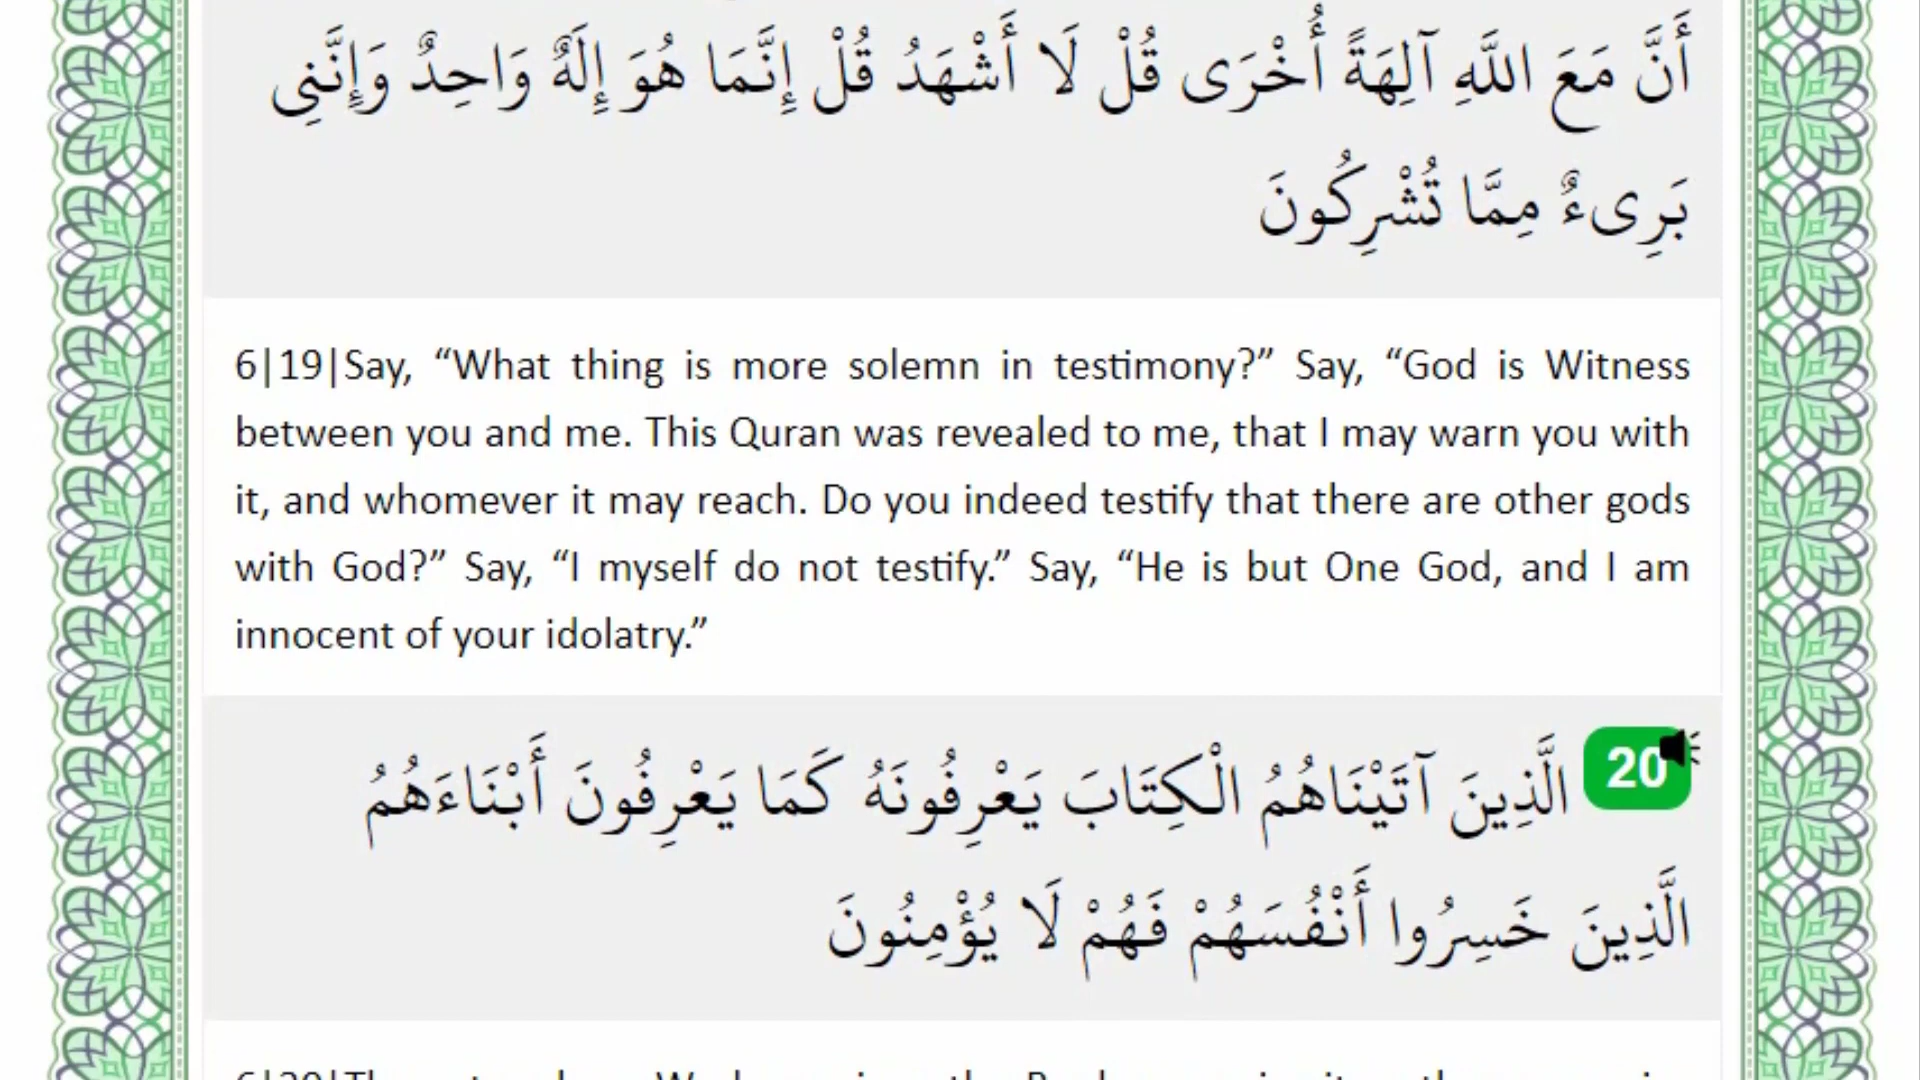 أَنَّ مَعَ اللَّهِ آلِهَةً أُخْرَى قُلْ لَا أَشْهَدُ قُلْ إِنَّمَا هُوَ إِلَهٌ وَاحِدٌ وَإِنَّنِي
بَرِيءٌ مِمَّا تُشْرِكُونَ
6|19|Say, “What thing is more solemn in testimony?” Say, “God is Witness
between you and me. This Quran was revealed to me, that I may warn you with
it, and whomever it may reach. Do you indeed testify that there are other gods
with God?” Say, “I myself do not testify.” Say, “He is but One God, and I am
innocent of your idolatry.”
20 الَّذِينَ آتَيْنَاهُمُ الْكِتَابَ يَعْرِفُونَهُ كَمَا يَعْرِفُونَ أَبْنَاءَهُمُ
الَّذِينَ خَسِرُوا أَنْفُسَهُمْ فَهُمْ لَا يُؤْمِنُونَ